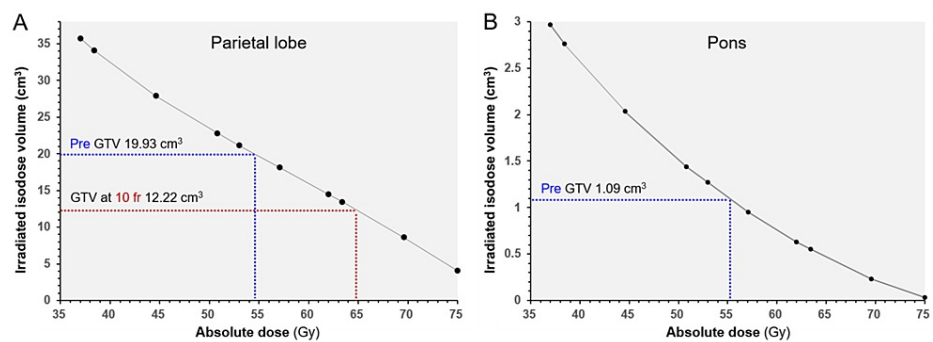 A
Parietal lobe
Irradiated isodose volume (cm³)
35
30
25
20
15
10
5
0
Pre GTV 19.93 cm³
GTV at 10 fr 12.22 cm³
35 40 45 50 55 60 65 70 75
Absolute dose (Gy)
B
Pons
Irradiated isodose volume (cm³)
3
2.5
2
1.5
1
0.5
0
Pre GTV 1.09 cm³
35 40 45 50 55 60 65 70 75
Absolute dose (Gy)